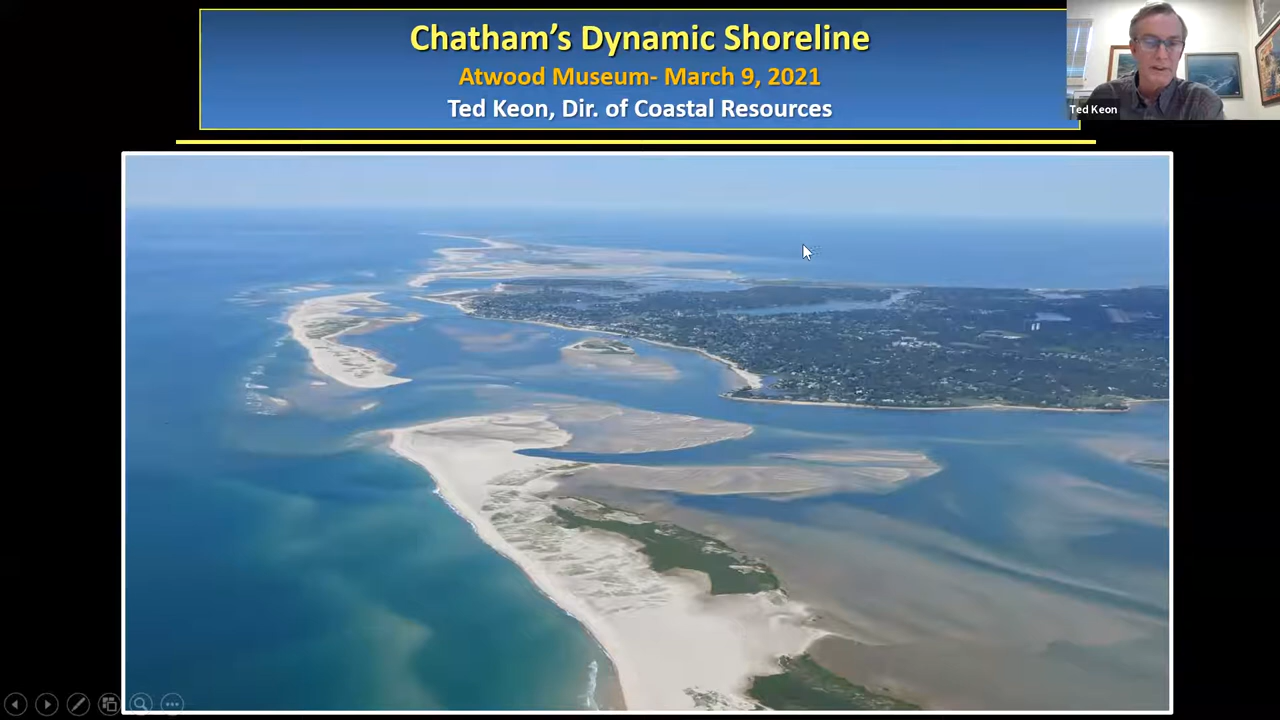 Chatham's Dynamic Shoreline
Atwood Museum- March 9, 2021
Ted Keon, Dir. of Coastal Resources
Ted Keon